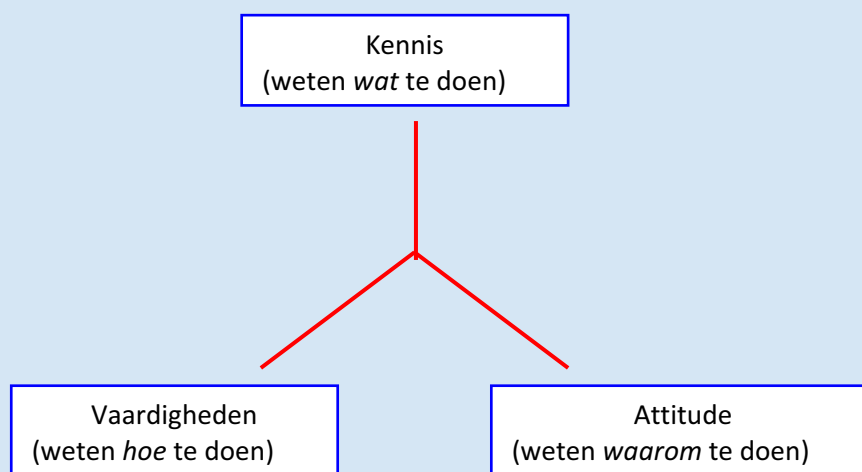 Kennis
(weten wat te doen)
Vaardigheden
(weten hoe te doen)
Attitude
(weten waarom te doen)